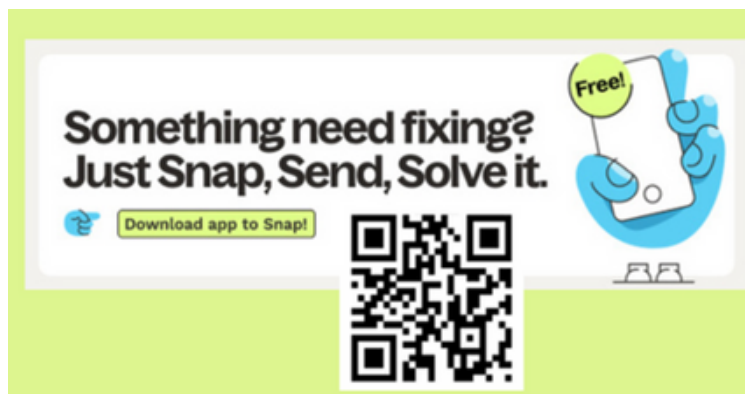 Free!
Something need fixing?
Just Snap, Send, Solve it.
Download app to Snap!